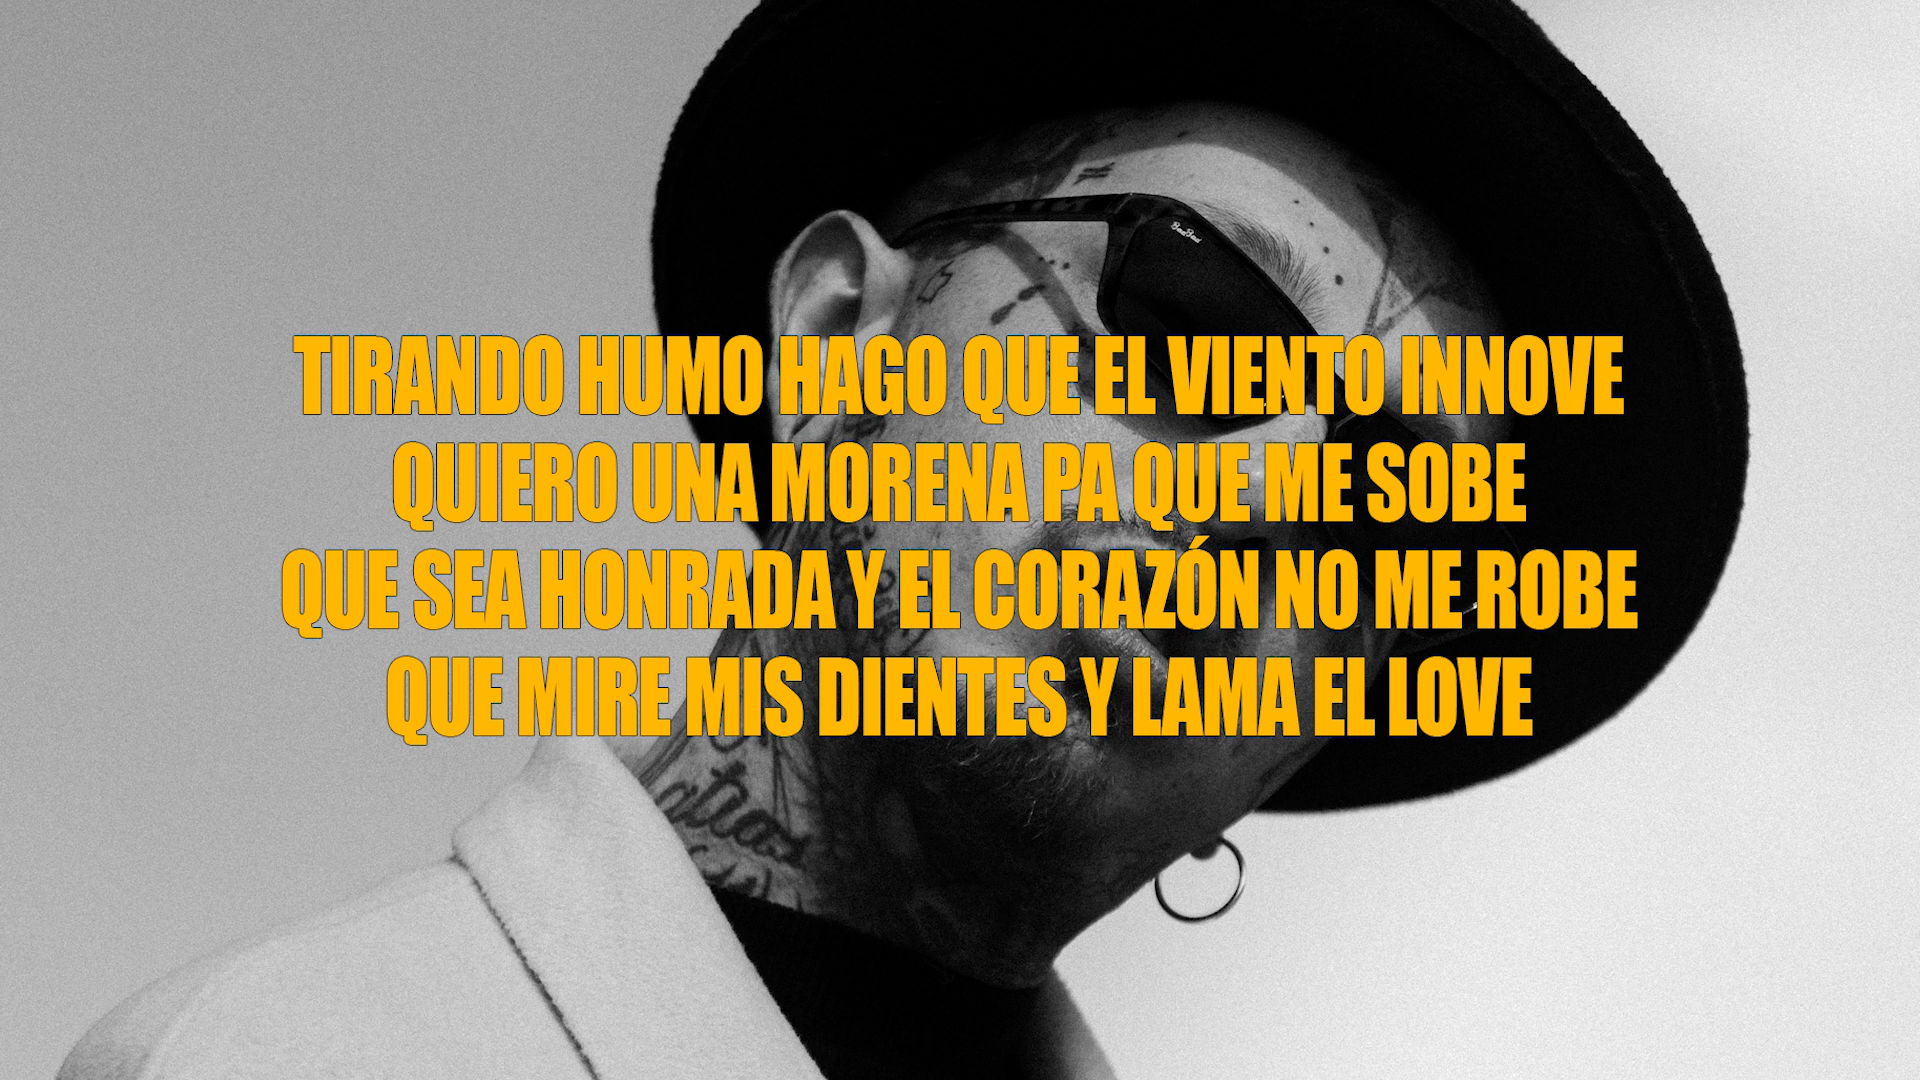 TIRANDO HUMO HAGO QUE EL VIENTO INNOVE
QUIERO UNA MORENA PA QUE ME SOBE
QUE SEA HONRADA Y EL CORAZÓN NO ME ROBE
QUE MIRE MIS DIENTES Y LAMA EL LOVE